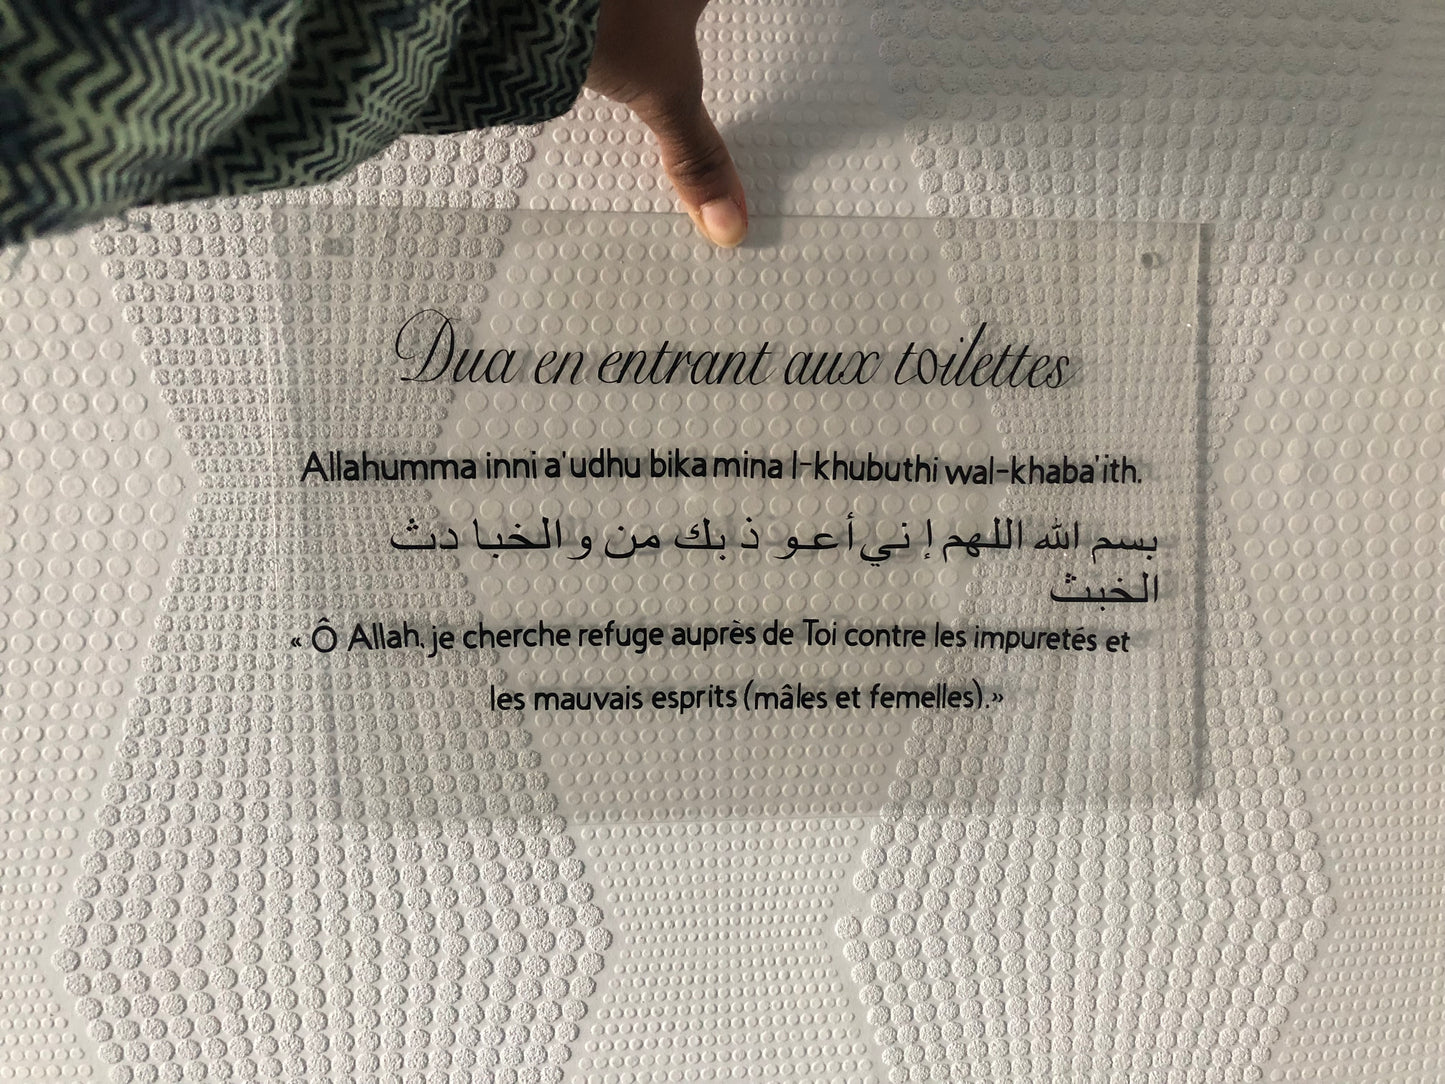 Dua en entrant aux toilettes
Allahumma inni a'udhu bika mina l-khubuthi wal-khaba'ith.
بسم الله اللهم إ ني أعو ذ بك من و الخبا دث
الخبث
« Ô Allah, je cherche refuge auprès de Toi contre les impuretés et
les mauvais esprits (mâles et femelles).»